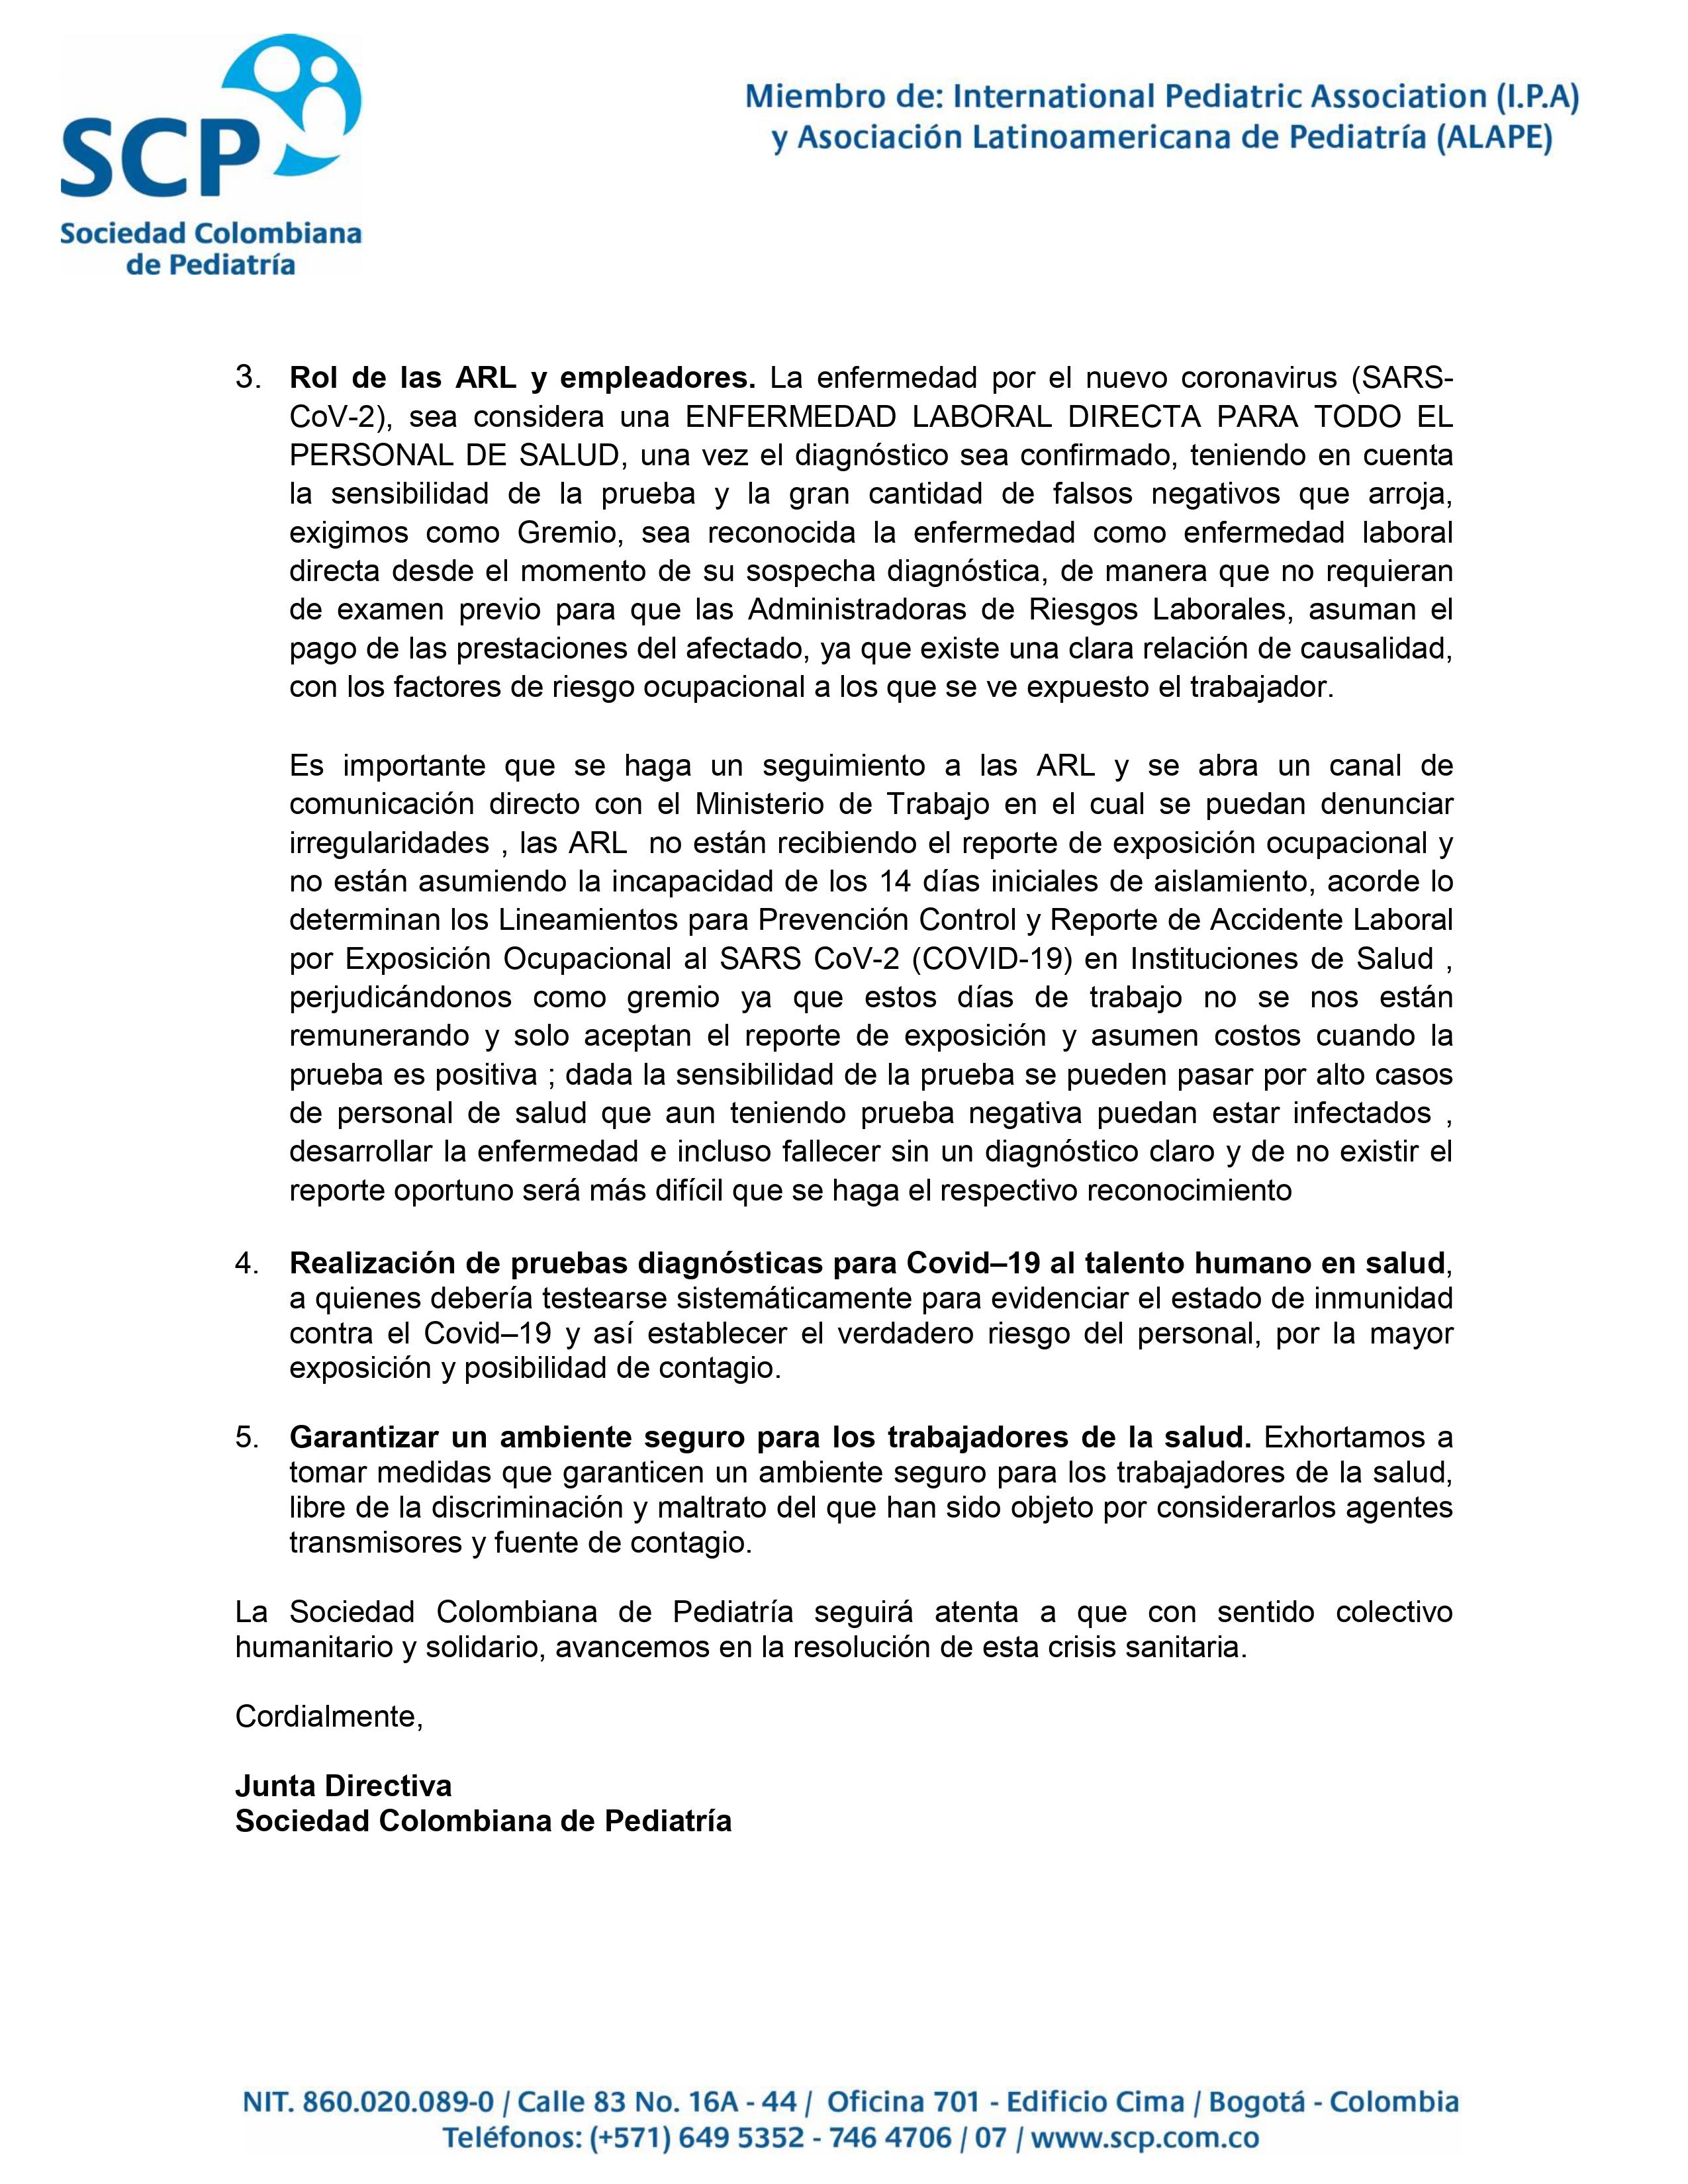 SCP
Sociedad Colombiana
de Pediatría
Miembro de: International Pediatric Association (I.P.A)
y Asociación Latinoamericana de Pediatría (ALAPE)
3. Rol de las ARL y empleadores. La enfermedad por el nuevo coronavirus (SARS-
CoV-2), sea considera una ENFERMEDAD LABORAL DIRECTA PARA TODO EL
PERSONAL DE SALUD, una vez el diagnóstico sea confirmado, teniendo en cuenta
la sensibilidad de la prueba y la gran cantidad de falsos negativos que arroja,
exigimos como Gremio, sea reconocida la enfermedad como enfermedad laboral
directa desde el momento de su sospecha diagnóstica, de manera que no requieran
de examen previo para que las Administradoras de Riesgos Laborales, asuman el
pago de las prestaciones del afectado, ya que existe una clara relación de causalidad,
con los factores de riesgo ocupacional a los que se ve expuesto el trabajador.
Es importante que se haga un seguimiento a las ARL y se abra un canal de
comunicación directo con el Ministerio de Trabajo en el cual se puedan denunciar
irregularidades , las ARL  no están recibiendo el reporte de exposición ocupacional y
no están asumiendo la incapacidad de los 14 días iniciales de aislamiento, acorde lo
determinan los Lineamientos para Prevención Control y Reporte de Accidente Laboral
por Exposición Ocupacional al SARS CoV-2 (COVID-19) en Instituciones de Salud ,
perjudicándonos como gremio ya que estos días de trabajo no se nos están
remunerando y solo aceptan el reporte de exposición y asumen costos cuando la
prueba es positiva ; dada la sensibilidad de la prueba se pueden pasar por alto casos
de personal de salud que aun teniendo prueba negativa puedan estar infectados ,
desarrollar la enfermedad e incluso fallecer sin un diagnóstico claro y de no existir el
reporte oportuno será más difícil que se haga el respectivo reconocimiento
4. Realización de pruebas diagnósticas para Covid–19 al talento humano en salud,
a quienes debería testearse sistemáticamente para evidenciar el estado de inmunidad
contra el Covid–19 y así establecer el verdadero riesgo del personal, por la mayor
exposición y posibilidad de contagio.
5. Garantizar un ambiente seguro para los trabajadores de la salud. Exhortamos a
tomar medidas que garanticen un ambiente seguro para los trabajadores de la salud,
libre de la discriminación y maltrato del que han sido objeto por considerarlos agentes
transmisores y fuente de contagio.
La Sociedad Colombiana de Pediatría seguirá atenta a que con sentido colectivo
humanitario y solidario, avancemos en la resolución de esta crisis sanitaria.
Cordialmente,
Junta Directiva
Sociedad Colombiana de Pediatría
NIT. 860.020.089-0 / Calle 83 No. 16A - 44 / Oficina 701 - Edificio Cima / Bogotá - Colombia
Teléfonos: (+571) 649 5352 - 746 4706 / 07 / www.scp.com.co